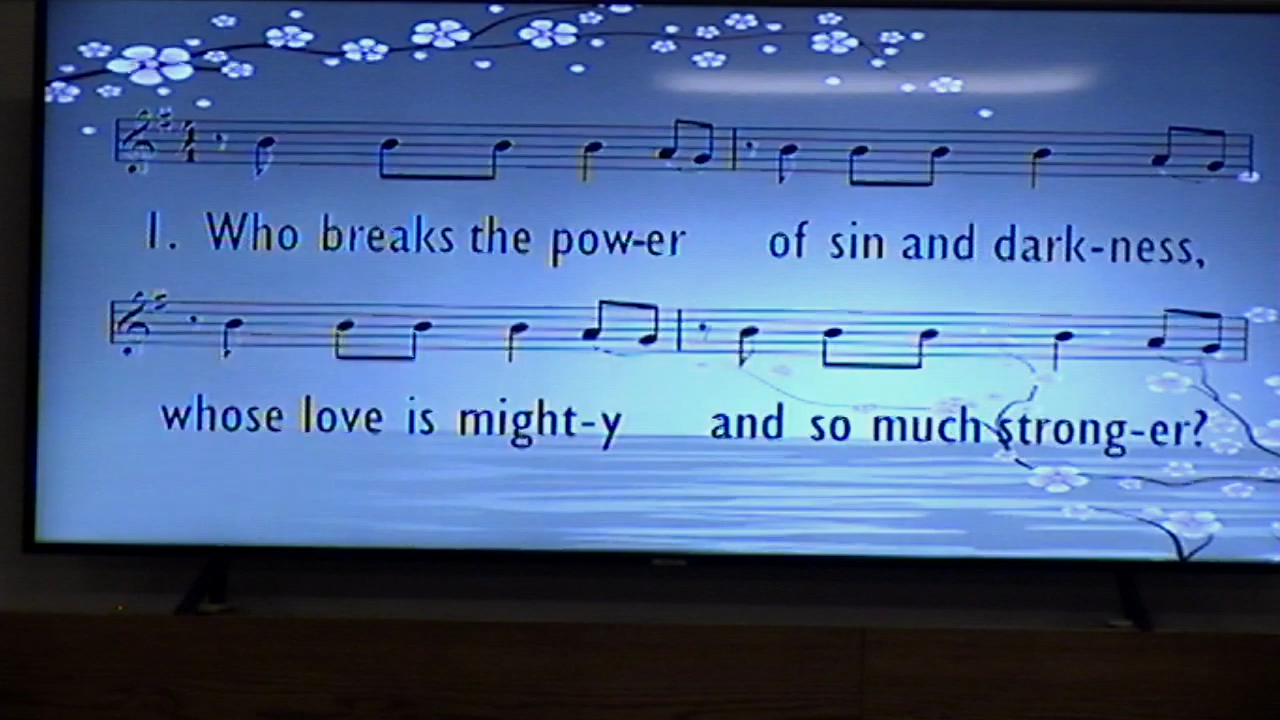 1. Who breaks the pow-er of sin and dark-ness,
whose love is might-y and so much strong-er?